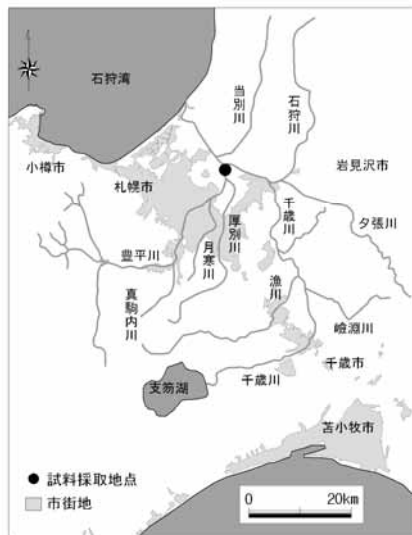 石狩湾
当別川
石狩川
小樽市
札幌市
岩見沢市
千歳川
夕張川
厚別川
月寒川
豊平川
漁川
真駒内川
嶮淵川
千歳市
支笏湖
千歳川
苫小牧市
試料採取地点
市街地
0 20km